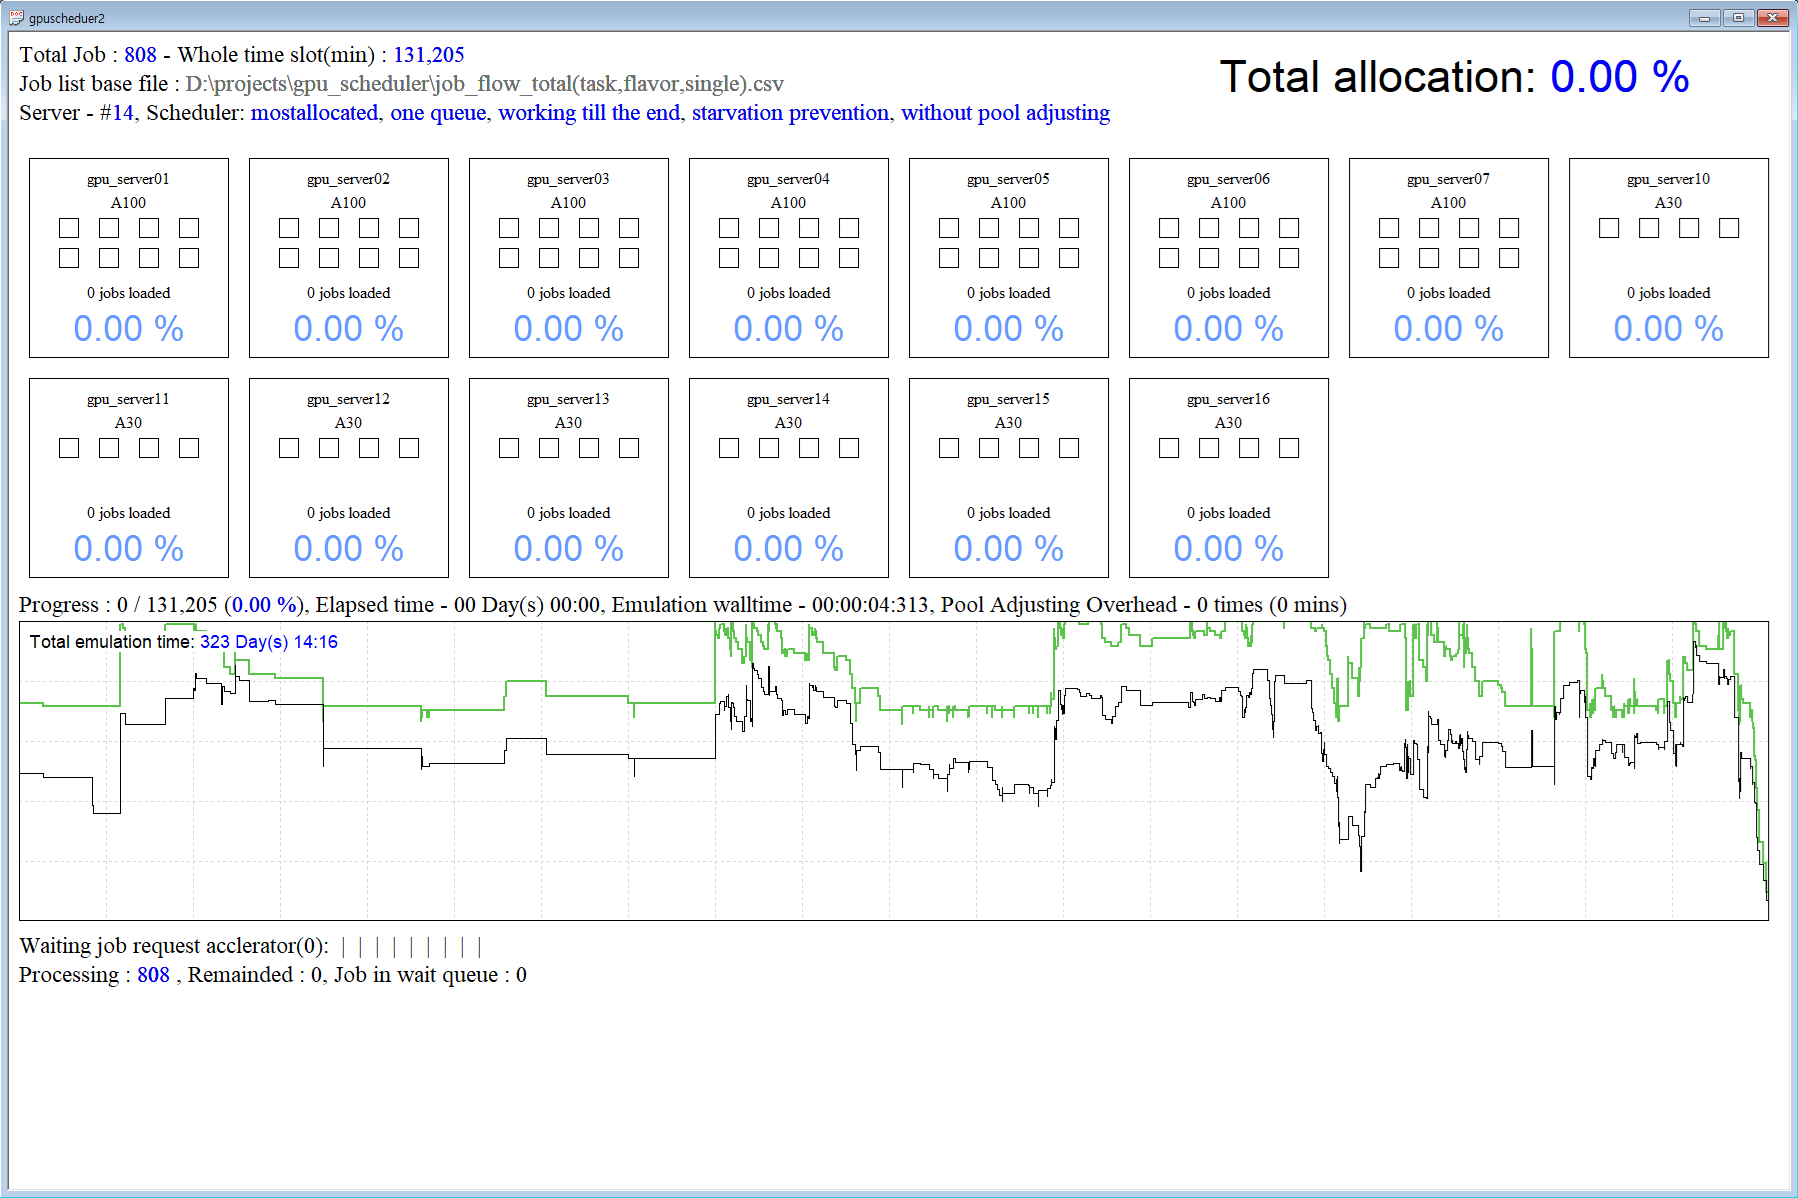 gpuscheduer2
Total Job : 808 - Whole time slot(min) : 131,205
Job list base file : D:\projects\gpu_scheduler\job_flow_total(task,flavor,single).csv
Server - #14, Scheduler: mostallocated, one queue, working till the end, starvation prevention, without pool adjusting
Total allocation: 0.00 %
gpu_server01
A100
0 jobs loaded
0.00 %
gpu_server02
A100
0 jobs loaded
0.00 %
gpu_server03
A100
0 jobs loaded
0.00 %
gpu_server04
A100
0 jobs loaded
0.00 %
gpu_server05
A100
0 jobs loaded
0.00 %
gpu_server06
A100
0 jobs loaded
0.00 %
gpu_server07
A100
0 jobs loaded
0.00 %
gpu_server10
A30
0 jobs loaded
0.00 %
gpu_server11
A30
0 jobs loaded
0.00 %
gpu_server12
A30
0 jobs loaded
0.00 %
gpu_server13
A30
0 jobs loaded
0.00 %
gpu_server14
A30
0 jobs loaded
0.00 %
gpu_server15
A30
0 jobs loaded
0.00 %
gpu_server16
A30
0 jobs loaded
0.00 %
Progress : 0 / 131,205 (0.00 %), Elapsed time - 00 Day(s) 00:00, Emulation walltime - 00:00:04:313, Pool Adjusting Overhead - 0 times (0 mins)
Total emulation time: 323 Day(s) 14:16
Waiting job request acclerator(0): | | | | | | | | |
Processing : 808 , Remainded : 0, Job in wait queue : 0